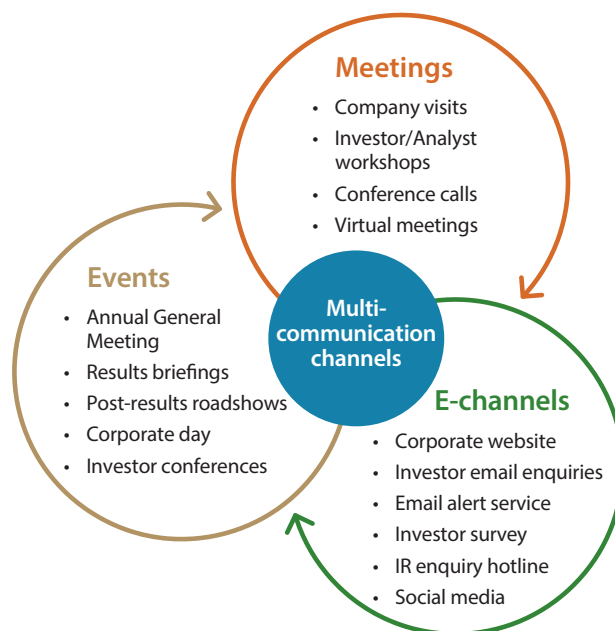 Meetings
• Company visits
• Investor/Analyst
workshops
• Conference calls
• Virtual meetings
Events
• Annual General
Meeting
• Results briefings
• Post-results roadshows
• Corporate day
• Investor conferences
Multi-
communication
channels
E-channels
• Corporate website
• Investor email enquiries
• Email alert service
• Investor survey
• IR enquiry hotline
• Social media